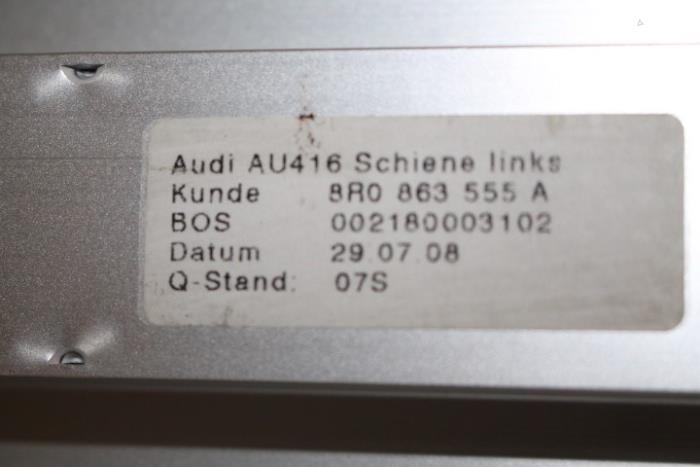 Audi AU416 Schiene links
Kunde 8R0 863 555 A
BOS 002180003102
Datum 29.07.08
Q-Stand: 07S